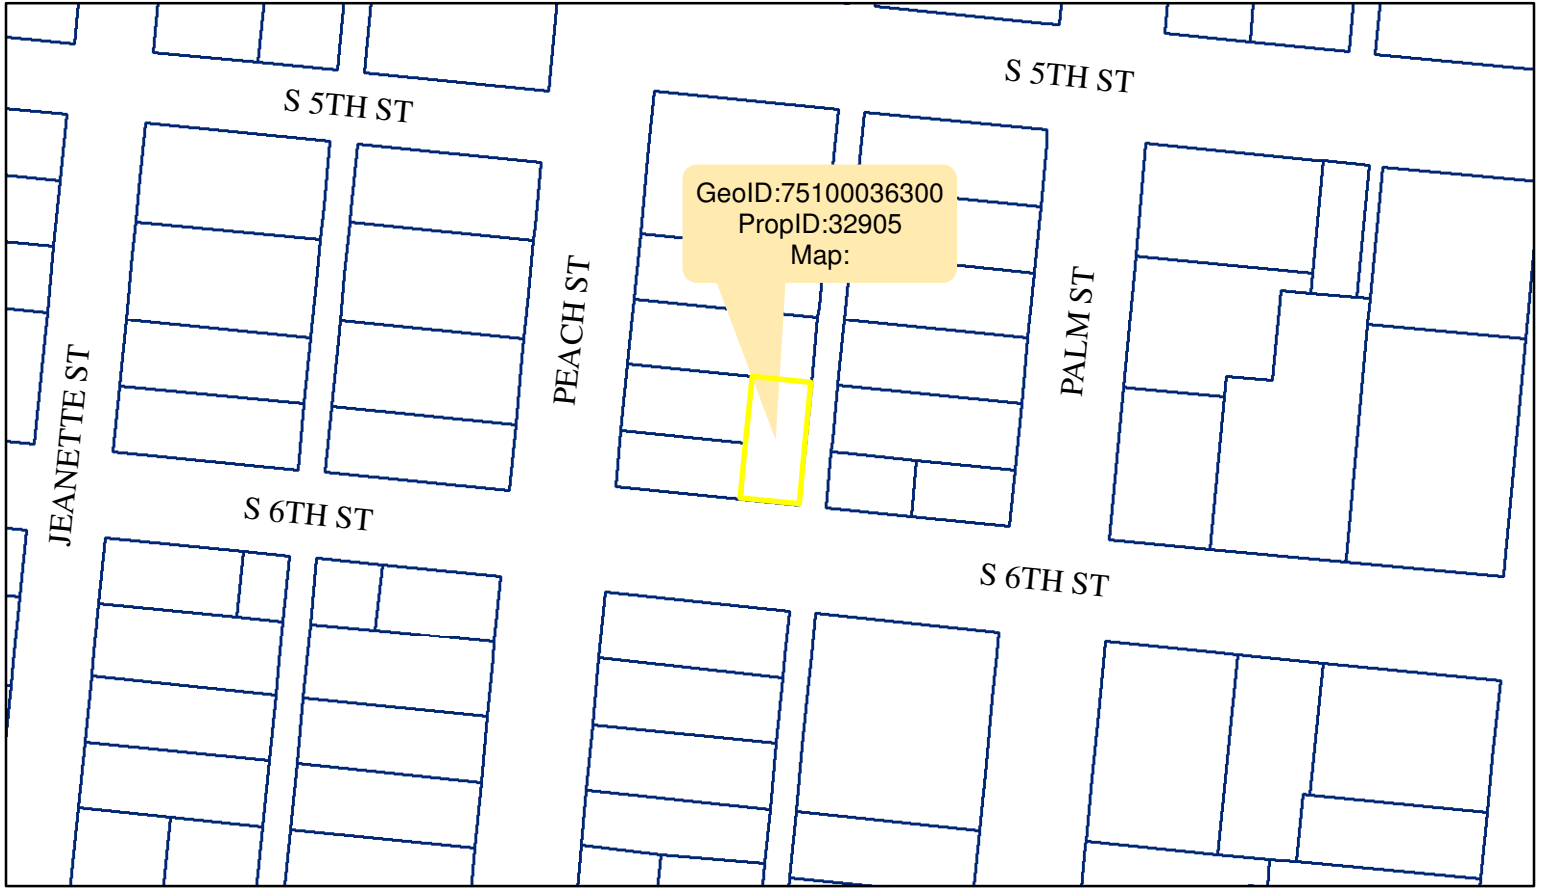 S 5TH ST
S 5TH ST
GeoID:75100036300
PropID:32905
Map:
PEACH ST
PALM ST
JEANETTE ST
S 6TH ST
S 6TH ST